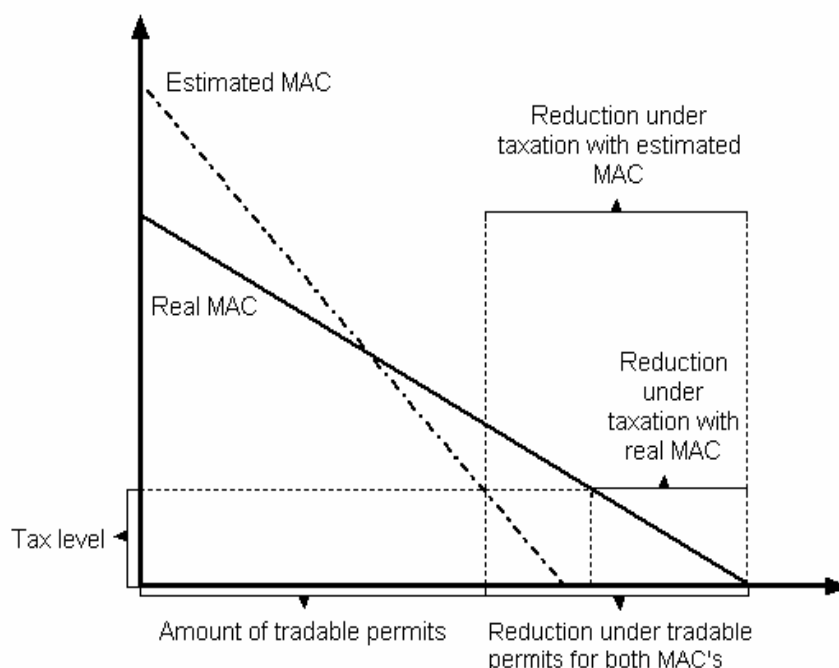 Estimated MAC
Reduction under
taxation with estimated
MAC
Real MAC
Reduction
under
taxation with
real MAC
Tax level
Amount of tradable permits
Reduction under tradable
permits for both MAC's